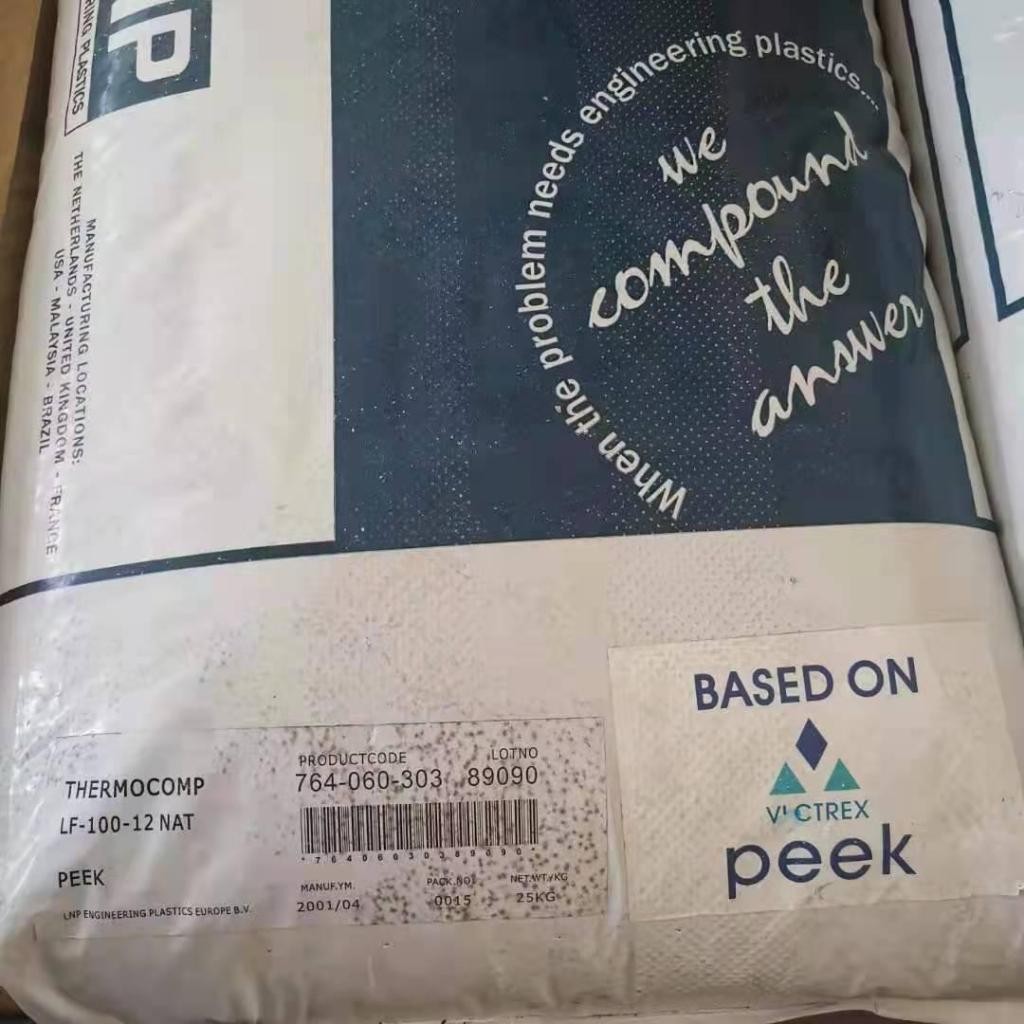 NP
RING PLASTICS
MANUFACTURING LOCATIONS:
THE NETHERLANDS - UNITED KINGDOM - FRANCE
USA - MALAYSIA - BRAZIL
When the problem needs engineering plastics....
we
compound
the
answer
THERMOCOMP
LF-100-12 NAT
PEEK
LNP ENGINEERING PLASTICS EUROPE B.V.
PRODUCTCODE LOTNO
764-060-303 89090
MANUF.YM. PACK.NO. NET.WT.KG
2001/04 0015 25KG
BASED ON
VICTREX
peek